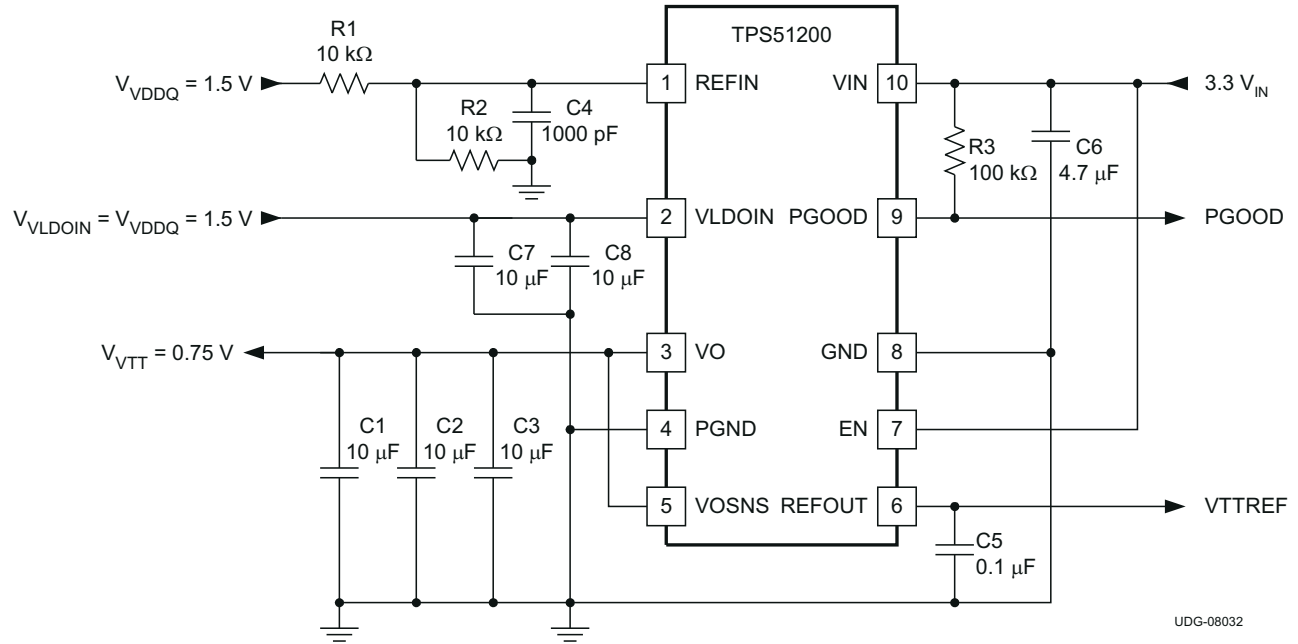 TPS51200
R1
10 kΩ
V_VDDQ = 1.5 V
1
REFIN
VIN
10
3.3 V_IN
R2
10 kΩ
C4
1000 pF
R3
100 kΩ
C6
4.7 μF
V_VLDOIN = V_VDDQ = 1.5 V
2
VLDOIN
PGOOD
9
PGOOD
C7
10 μF
C8
10 μF
V_VTT = 0.75 V
3
VO
GND
8
C1
10 μF
C2
10 μF
C3
10 μF
4
PGND
EN
7
5
VOSNS
REFOUT
6
VTTREF
C5
0.1 μF
UDG-08032